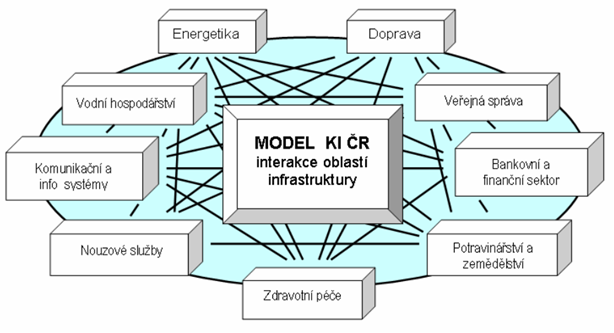 Energetika
Doprava
Vodní hospodářství
Veřejná správa
MODEL KI ČR
interakce oblastí
infrastruktury
Komunikační a
info systémy
Bankovní a
finanční sektor
Nouzové služby
Potravinářství a
zemědělství
Zdravotní péče